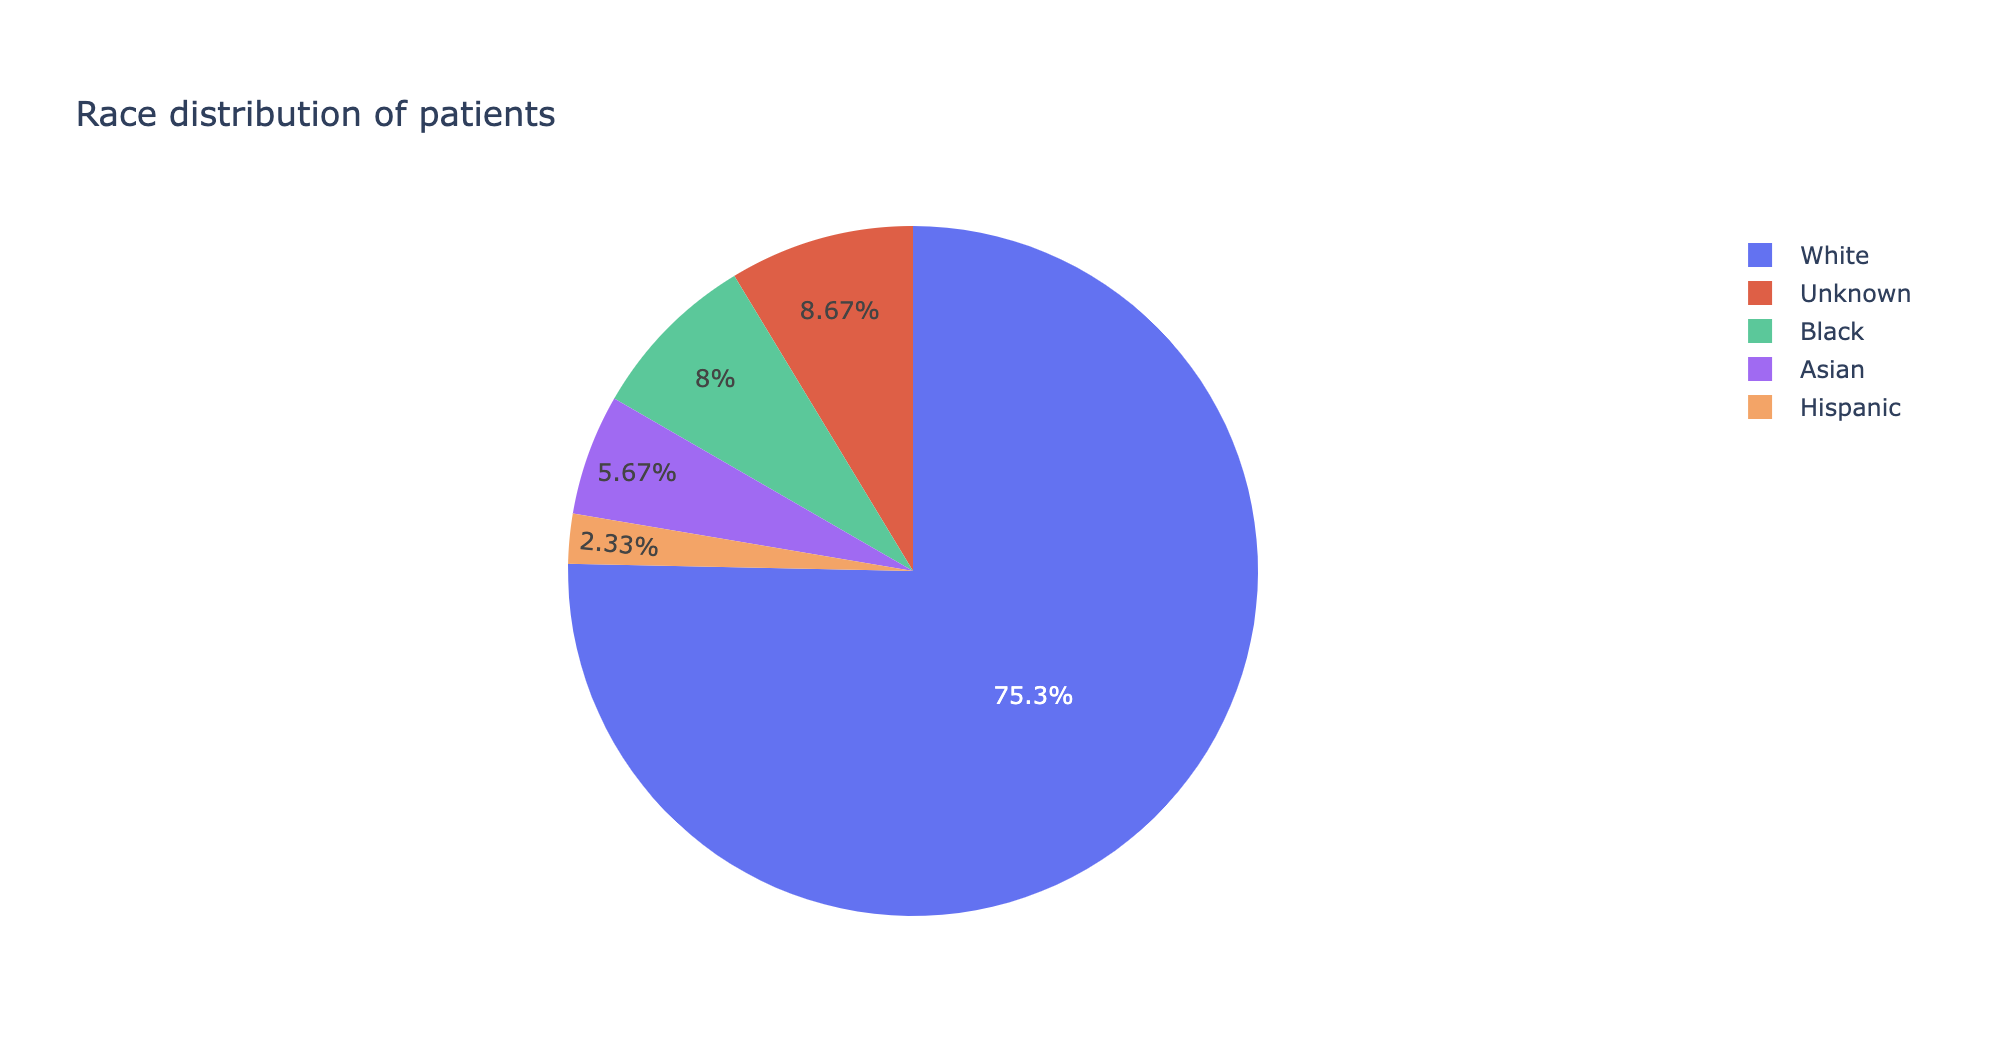 Race distribution of patients
White
Unknown
Black
Asian
Hispanic
8.67%
8%
5.67%
2.33%
75.3%